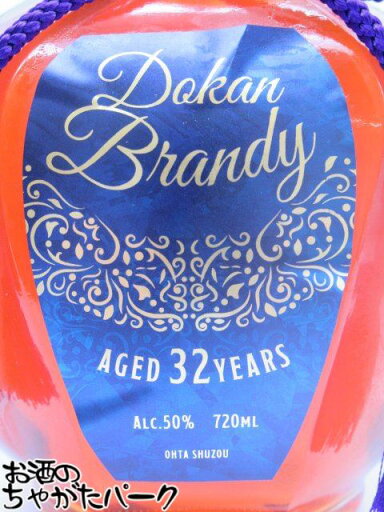 Dokan
Brandy
AGED 32 YEARS
ALC.50% 720ML
OHTA SHUZOU
お酒の
ちゃがたパーク